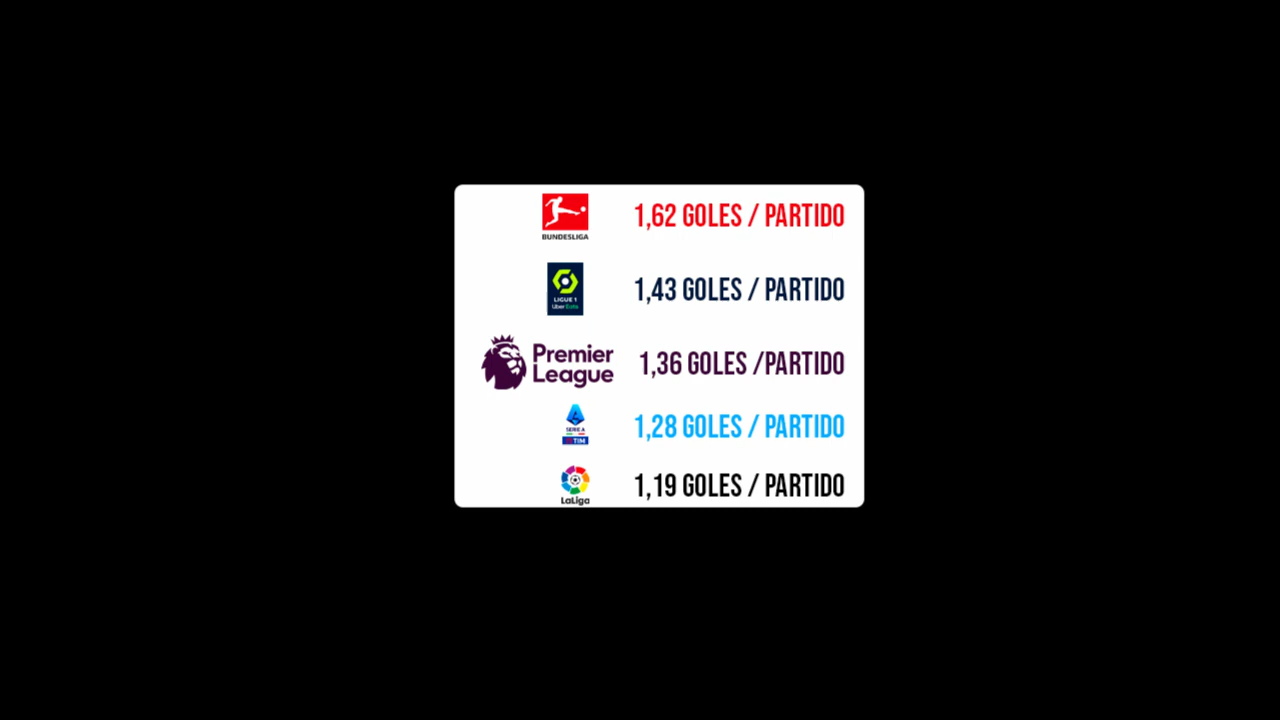 BUNDESLIGA
1,62 GOLES / PARTIDO
LIGUE 1
Uber Eats
1,43 GOLES / PARTIDO
Premier
League
1,36 GOLES /PARTIDO
SERIE A
TIM
1,28 GOLES / PARTIDO
LaLiga
1,19 GOLES / PARTIDO